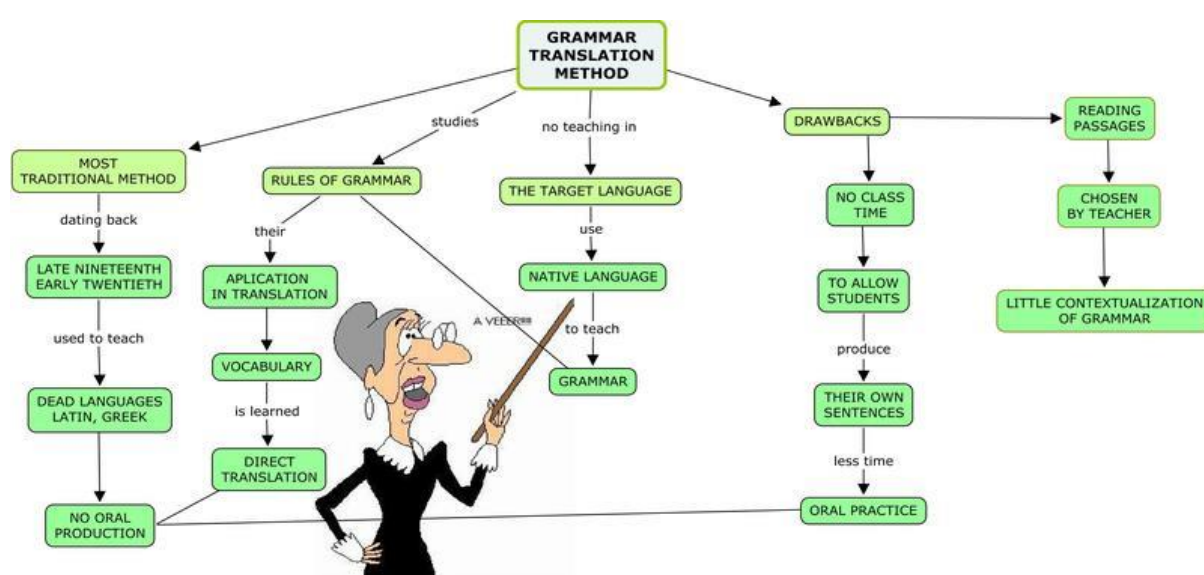 GRAMMAR
TRANSLATION
METHOD
studies
no teaching in
DRAWBACKS
READING
PASSAGES
MOST
TRADITIONAL METHOD
RULES OF GRAMMAR
THE TARGET LANGUAGE
NO CLASS
TIME
CHOSEN
BY TEACHER
dating back
their
use
LATE NINETEENTH
EARLY TWENTIETH
APLICATION
IN TRANSLATION
NATIVE LANGUAGE
TO ALLOW
STUDENTS
LITTLE CONTEXTUALIZATION
OF GRAMMAR
used to teach
A VEEER!!!!
to teach
produce
VOCABULARY
GRAMMAR
DEAD LANGUAGES
LATIN, GREEK
is learned
THEIR OWN
SENTENCES
DIRECT
TRANSLATION
less time
NO ORAL
PRODUCTION
ORAL PRACTICE